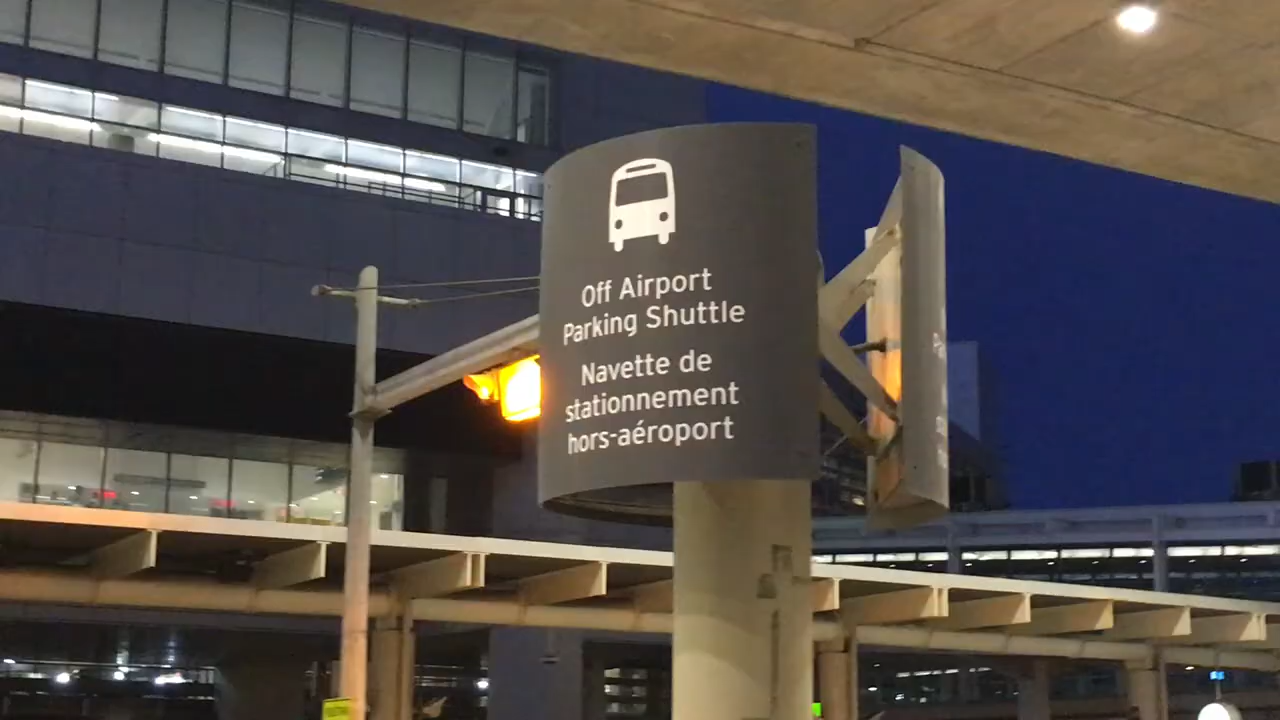 Off Airport
Parking Shuttle
Navette de
stationnement
hors-aéroport